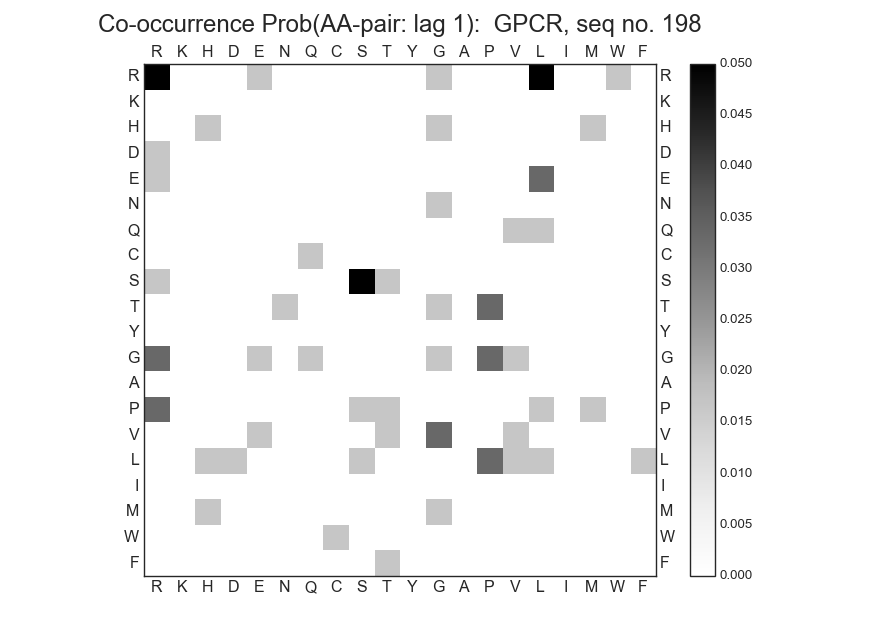 Co-occurrence Prob(AA-pair: lag 1):  GPCR, seq no. 198
R K H D E N Q C S T Y G A P V L I M W F
R R 0.050
K K 0.045
H H
D D 0.040
E E
N N 0.035
Q Q
C C 0.030
S S
T T 0.025
Y Y
G G 0.020
A A
P P 0.015
V V
L L 0.010
I I
M M 0.005
W W
F F 0.000
R K H D E N Q C S T Y G A P V L I M W F